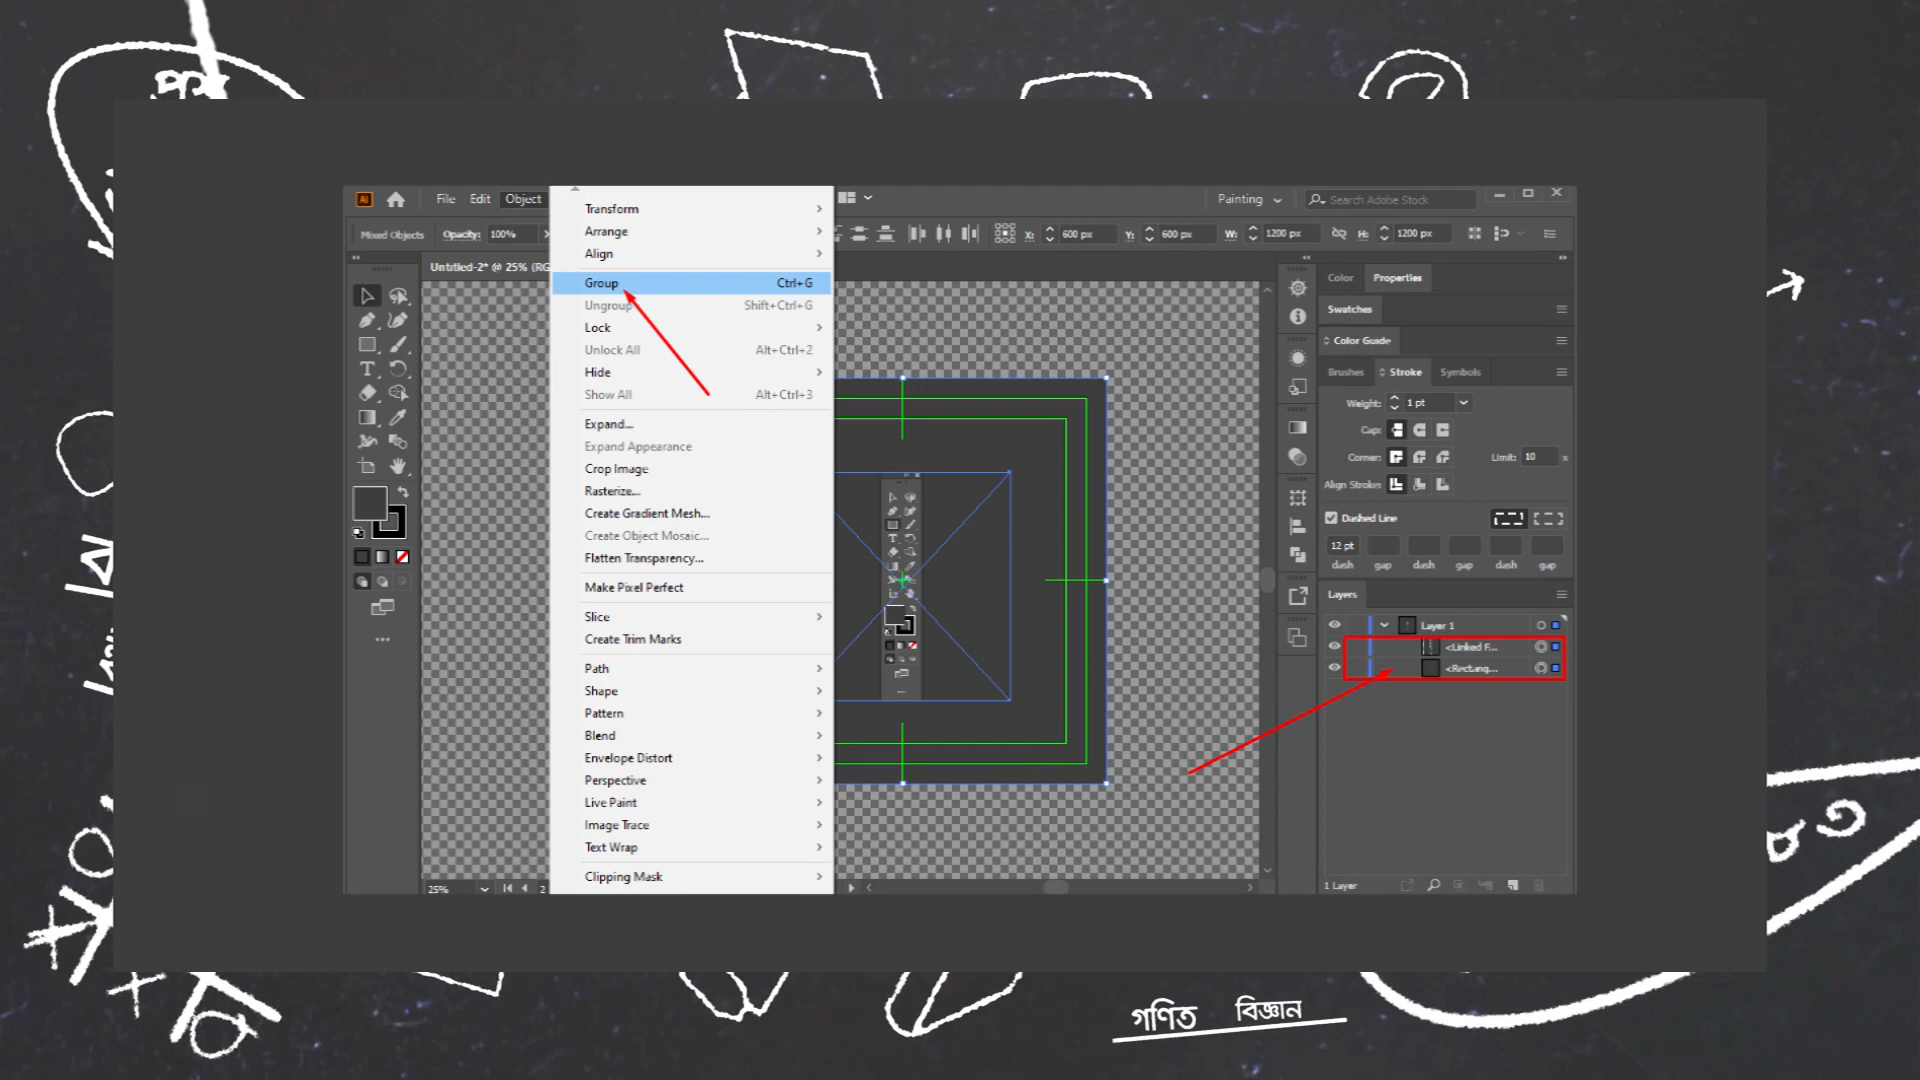 Ai File Edit Object Painting Search Adobe Stock
Mixed Objects Opacity: 100% X: 600 px Y: 600 px W: 1200 px H: 1200 px
Untitled-2* @ 25% (RG
Transform
Arrange
Align
Group Ctrl+G
Ungroup Shift+Ctrl+G
Lock
Unlock All Alt+Ctrl+2
Hide
Show All Alt+Ctrl+3
Expand...
Expand Appearance
Crop Image
Rasterize...
Create Gradient Mesh...
Create Object Mosaic...
Flatten Transparency...
Make Pixel Perfect
Slice
Create Trim Marks
Path
Shape
Pattern
Blend
Envelope Distort
Perspective
Live Paint
Image Trace
Text Wrap
Clipping Mask
25% 2
Color Properties
Swatches
Color Guide
Brushes Stroke Symbols
Weight: 1 pt
Cap:
Corner: Limit: 10 x
Align Stroke:
Dashed Line
12 pt
dash gap dash gap dash gap
Layers
Layer 1
<Linked F...
<Rectang...
1 Layer
গণিত বিজ্ঞান